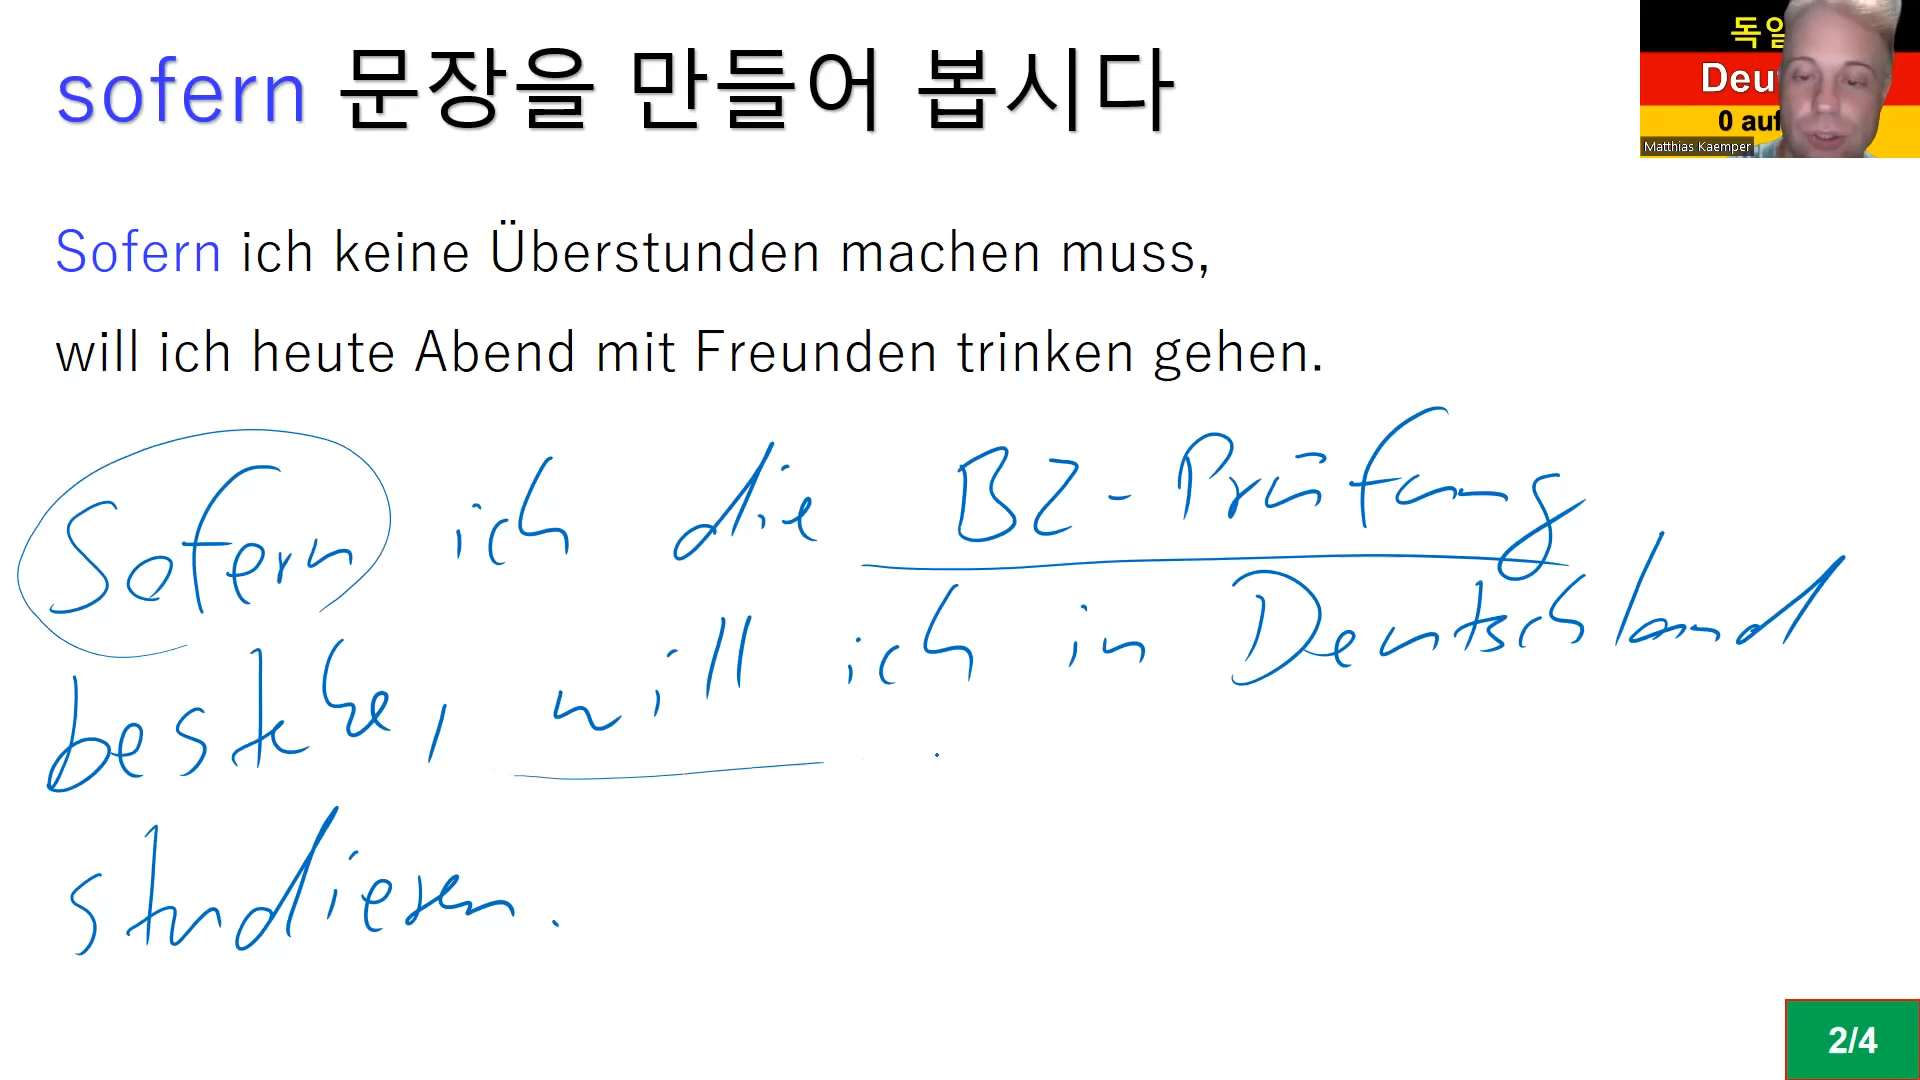 sofern 문장을 만들어 봅시다
독일
Deu
0 auf
Matthias Kaemper
Sofern ich keine Überstunden machen muss,
will ich heute Abend mit Freunden trinken gehen.
Sofern ich die B2-Prüfung
bestehe, will ich in Deutschland
studieren.
2/4